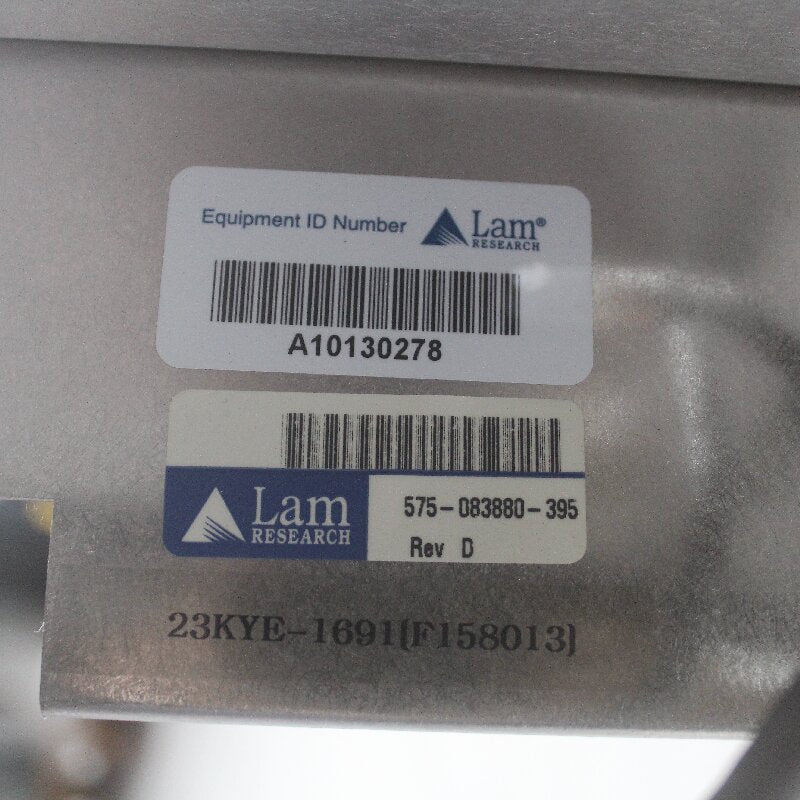 Equipment ID Number
Lam®
RESEARCH
A10130278
Lam
RESEARCH
575-083880-395
Rev D
23KYE-1691(F158013)